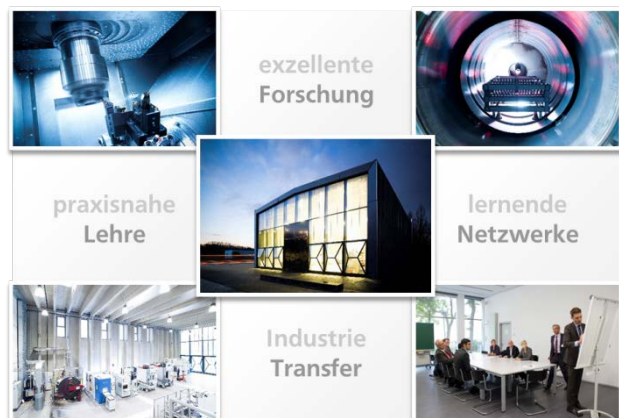 exzellente
Forschung
praxisnahe
Lehre
lernende
Netzwerke
Industrie
Transfer